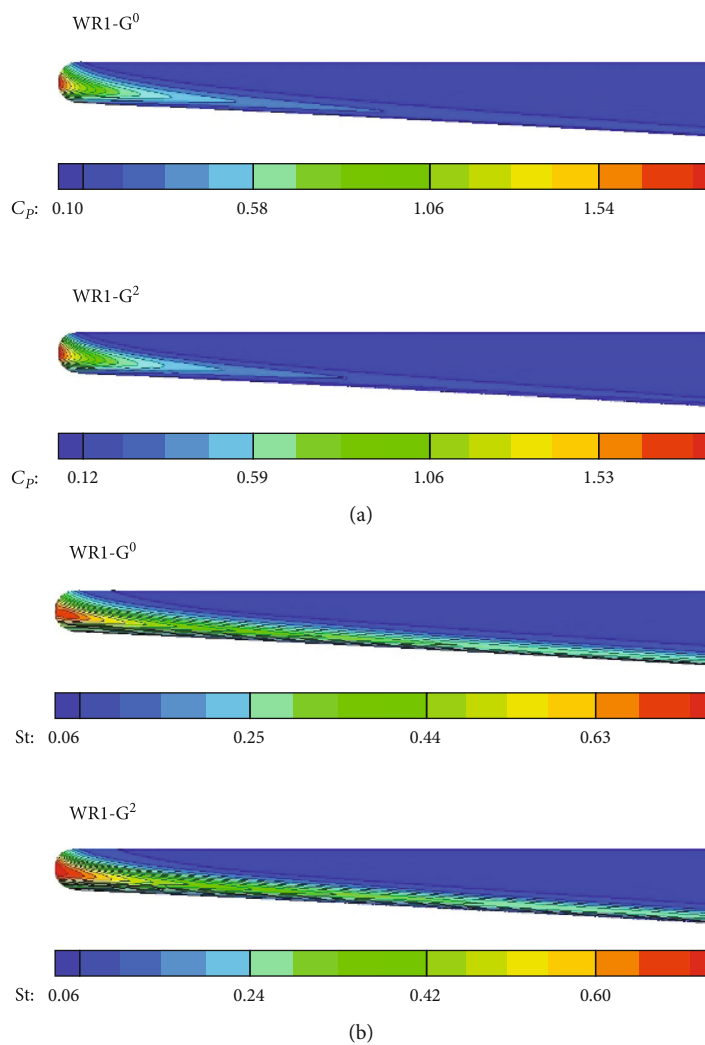 WR1-G⁰
C_P: 0.10 0.58 1.06 1.54
WR1-G²
C_P: 0.12 0.59 1.06 1.53
(a)
WR1-G⁰
St: 0.06 0.25 0.44 0.63
WR1-G²
St: 0.06 0.24 0.42 0.60
(b)